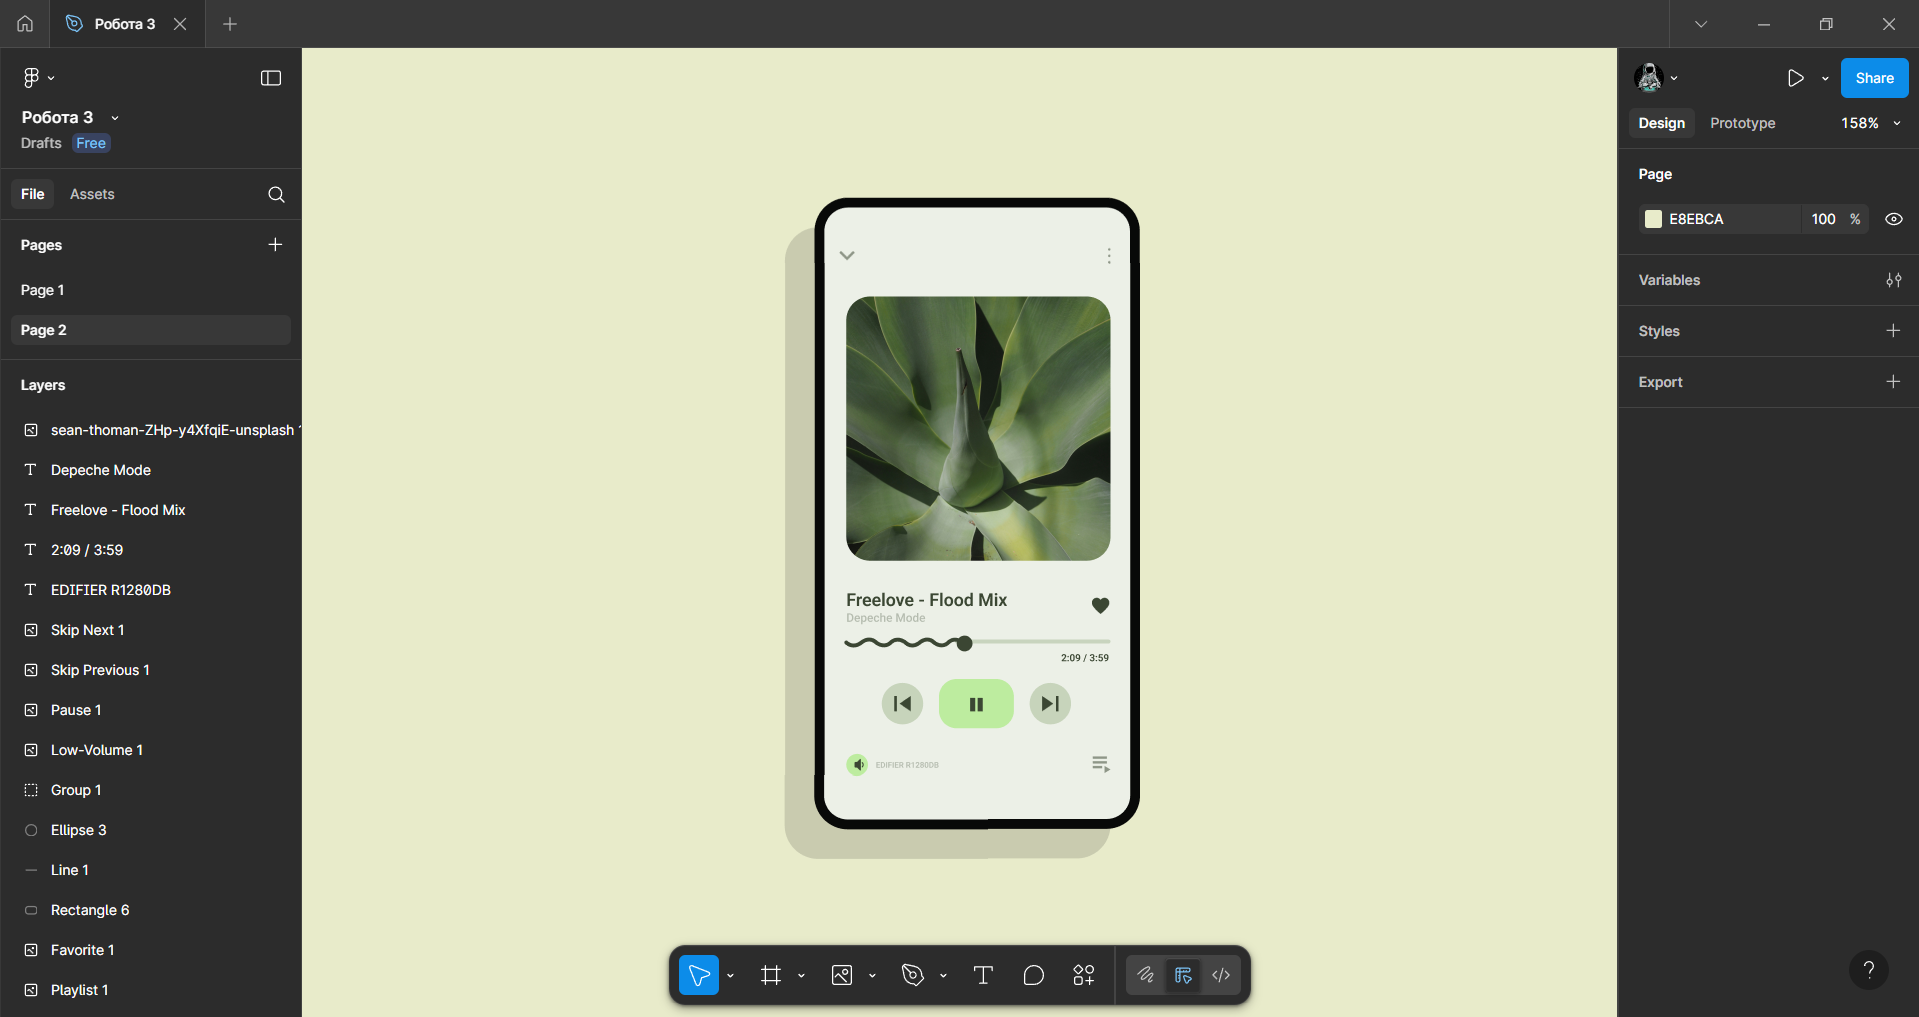 Робота 3
Робота 3
Drafts Free
File Assets
Pages
Page 1
Page 2
Layers
sean-thoman-ZHp-y4XfqiE-unsplash
Depeche Mode
Freelove - Flood Mix
2:09 / 3:59
EDIFIER R1280DB
Skip Next 1
Skip Previous 1
Pause 1
Low-Volume 1
Group 1
Ellipse 3
Line 1
Rectangle 6
Favorite 1
Playlist 1
Freelove - Flood Mix
Depeche Mode
2:09 / 3:59
EDIFIER R1280DB
Share
Design Prototype 158%
Page
E8EBCA 100 %
Variables
Styles
Export
?